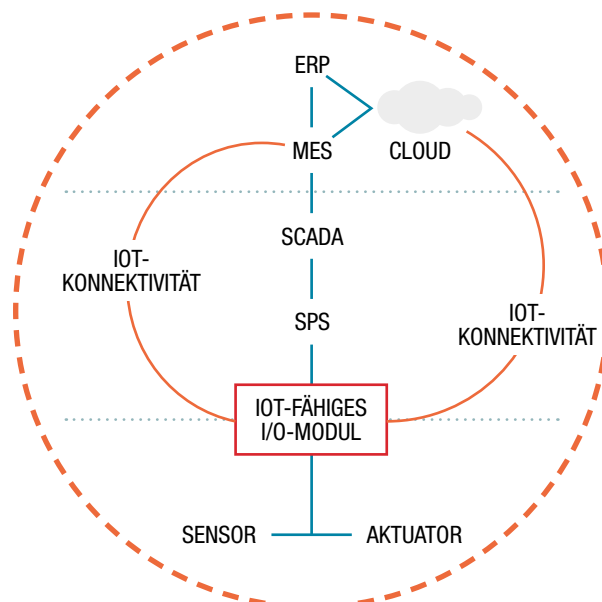 ERP
MES
CLOUD
SCADA
IOT-
KONNEKTIVITÄT
SPS
IOT-
KONNEKTIVITÄT
IOT-FÄHIGES
I/O-MODUL
SENSOR
AKTUATOR